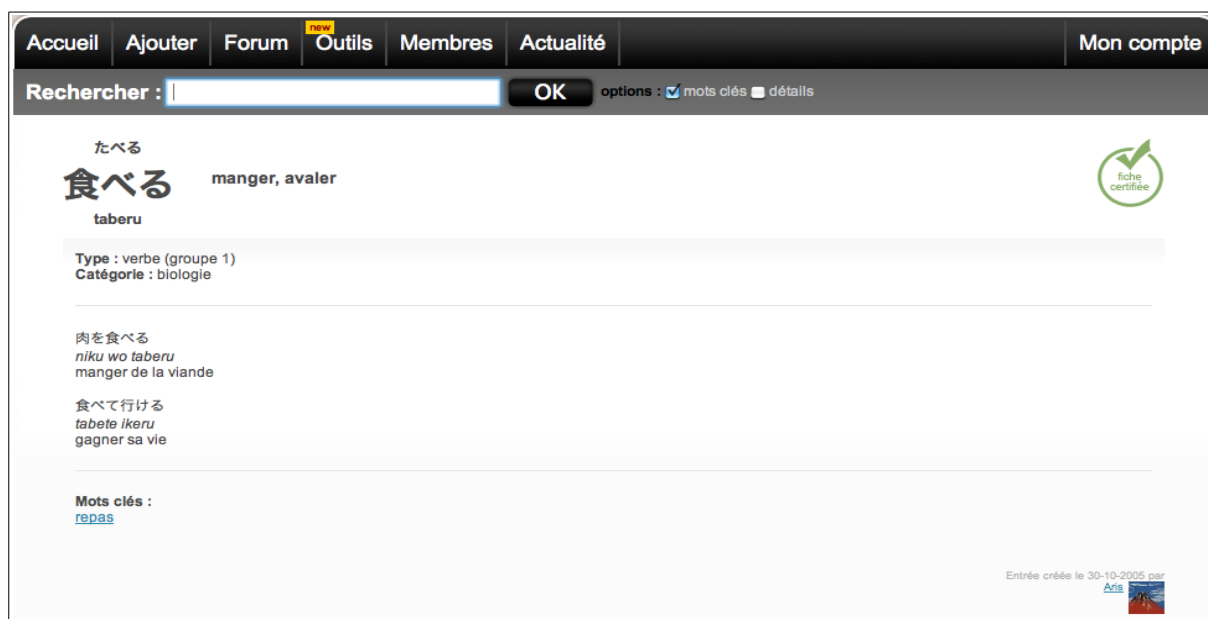 Accueil Ajouter Forum new Outils Membres Actualité Mon compte
Rechercher : OK options : mots clés détails
たべる
食べる manger, avaler
taberu
fiche
certifiée
Type : verbe (groupe 1)
Catégorie : biologie
肉を食べる
niku wo taberu
manger de la viande
食べて行ける
tabete ikeru
gagner sa vie
Mots clés :
repas
Entrée créée le 30-10-2005 par
Aris